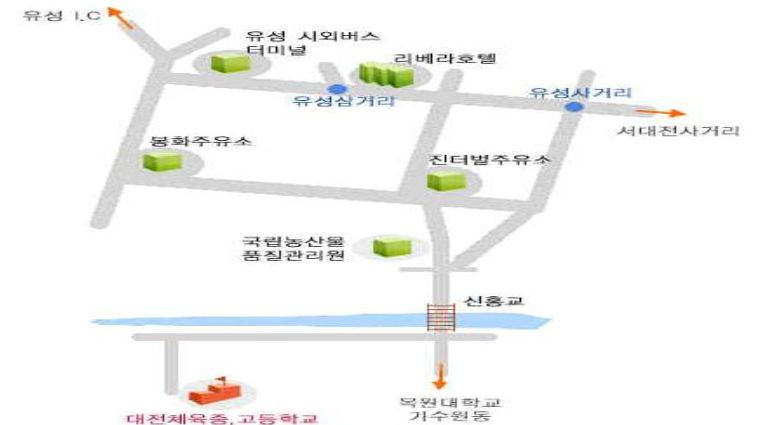 유성 I.C
유성 시외버스
터미널
리베라호텔
유성삼거리
유성사거리
서대전사거리
봉화주유소
진터벌주유소
국립농산물
품질관리원
신흥교
목원대학교
가수원동
대전체육중,고등학교